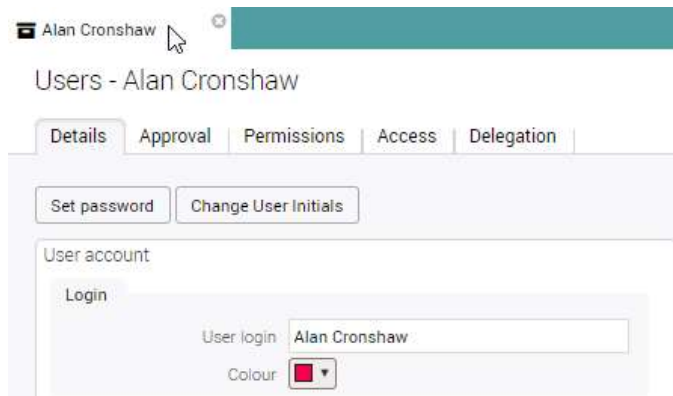 Alan Cronshaw
Users - Alan Cronshaw
Details Approval Permissions Access Delegation
Set password Change User Initials
User account
Login
User login Alan Cronshaw
Colour